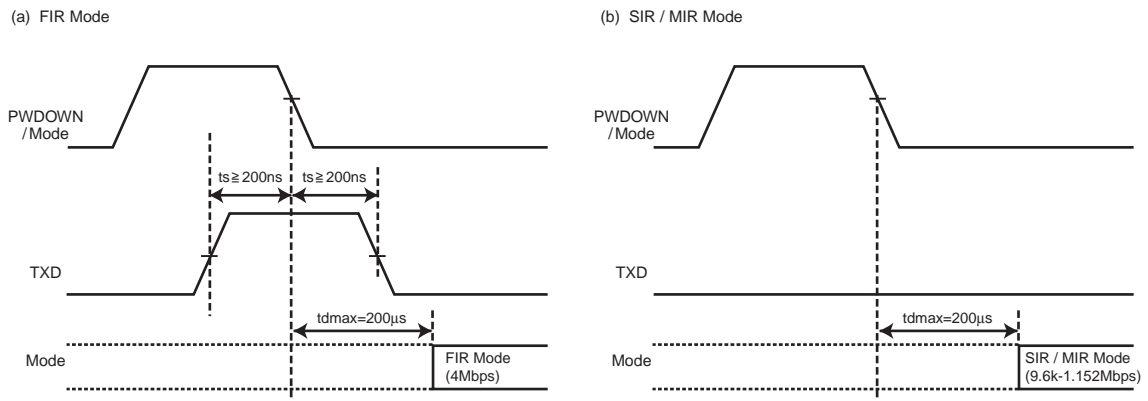 (a) FIR Mode
PWDOWN
/Mode
ts≧200ns ts≧200ns
TXD
tdmax=200μs
Mode
FIR Mode
(4Mbps)
(b) SIR / MIR Mode
PWDOWN
/Mode
TXD
tdmax=200μs
Mode
SIR / MIR Mode
(9.6k-1.152Mbps)